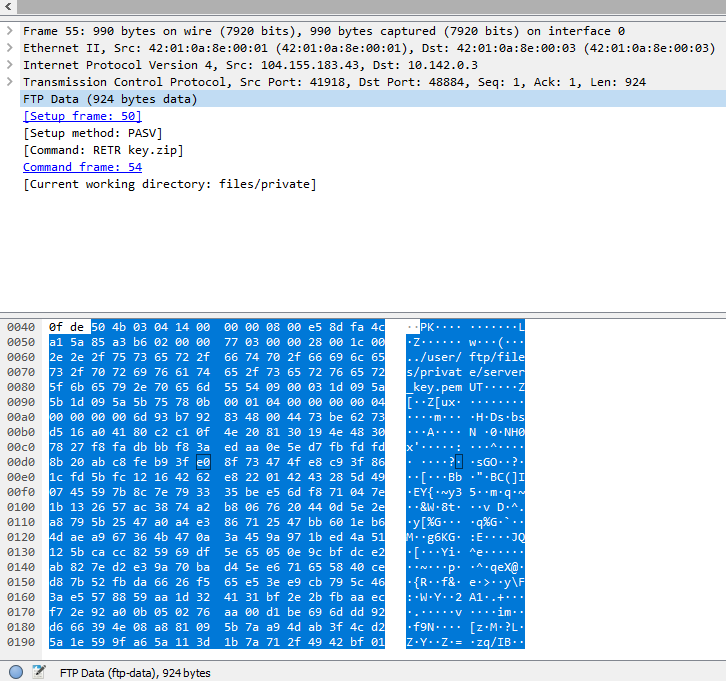 Frame 55: 990 bytes on wire (7920 bits), 990 bytes captured (7920 bits) on interface 0
Ethernet II, Src: 42:01:0a:8e:00:01 (42:01:0a:8e:00:01), Dst: 42:01:0a:8e:00:03 (42:01:0a:8e:00:03)
Internet Protocol Version 4, Src: 104.155.183.43, Dst: 10.142.0.3
Transmission Control Protocol, Src Port: 41918, Dst Port: 48884, Seq: 1, Ack: 1, Len: 924
FTP Data (924 bytes data)
[Setup frame: 50]
[Setup method: PASV]
[Command: RETR key.zip]
Command frame: 54
[Current working directory: files/private]
0040 0f de 50 4b 03 04 14 00 00 00 08 00 e5 8d fa 4c ··PK···· ·······L
0050 a1 5a 85 a3 b6 02 00 00 77 03 00 00 28 00 1c 00 ·Z······ w···(···
0060 2e 2e 2f 75 73 65 72 2f 66 74 70 2f 66 69 6c 65 ../user/ ftp/file
0070 73 2f 70 72 69 76 61 74 65 2f 73 65 72 76 65 72 s/privat e/server
0080 5f 6b 65 79 2e 70 65 6d 55 54 09 00 03 1d 09 5a _key.pem UT·····Z
0090 5b 1d 09 5a 5b 75 78 0b 00 01 04 00 00 00 00 04 [··Z[ux· ········
00a0 00 00 00 00 6d 93 b7 92 83 48 00 44 73 be 62 73 ····m··· ·H·Ds·bs
00b0 d5 16 a0 41 80 c2 c1 0f 4e 20 81 30 19 4e 48 30 ···A···· N ·0·NH0
00c0 78 27 f8 fa db bb f8 3a ed aa 0e 5e d7 fb fd fd x'·····: ···^····
00d0 8b 20 ab c8 fe b9 3f e0 8f 73 47 4f e8 c9 3f 86 · ····?· ·sGO··?·
00e0 1c fd 5b fc 12 16 42 62 e8 22 01 42 43 28 5d 49 ··[···Bb ·"·BC(]I
00f0 07 45 59 7b 8c 7e 79 33 35 be e5 6d f8 71 04 7e ·EY{·~y3 5··m·q·~
0100 1b 13 26 57 ac 38 74 a2 b8 06 76 20 44 0d 5e 2e ··&W·8t· ··v D·^.
0110 a8 79 5b 25 47 a0 a4 e3 86 71 25 47 bb 60 1e b6 ·y[%G··· ·q%G·`··
0120 4d ae a9 67 36 4b 47 0a 3a 45 9a 97 1b ed 4a 51 M··g6KG· :E····JQ
0130 12 5b ca cc 82 59 69 df 5e 65 05 0e 9c bf dc e2 ·[···Yi· ^e······
0140 ab 82 7e d2 e3 9a 70 ba d4 5e e6 71 65 58 40 ce ··~···p· ·^·qeX@·
0150 d8 7b 52 fb da 66 26 f5 65 e5 3e e9 cb 79 5c 46 ·{R··f&· e·>··y\F
0160 3a e5 57 88 59 aa 1d 32 41 31 bf 2e 2b fb aa ec :·W·Y··2 A1·.+···
0170 f7 2e 92 a0 0b 05 02 76 aa 00 d1 be 69 6d dd 92 ·.·····v ····im··
0180 d6 66 39 4e 08 a8 81 09 5b 7a a9 4d ab 3f 4c d2 ·f9N···· [z·M·?L·
0190 5a 1e 59 9f a6 5a 11 3d 1b 7a 71 2f 49 42 bf 01 Z·Y··Z·= ·zq/IB··
FTP Data (ftp-data), 924 bytes